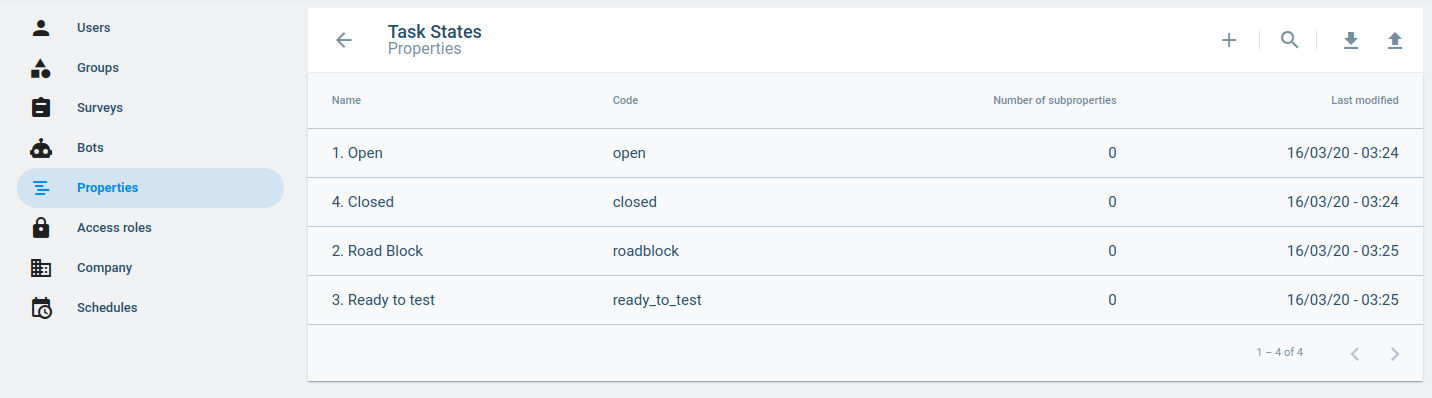 Users
Groups
Surveys
Bots
Properties
Access roles
Company
Schedules
Task States
Properties
Name Code Number of subproperties Last modified
1. Open open 0 16/03/20 - 03:24
4. Closed closed 0 16/03/20 - 03:24
2. Road Block roadblock 0 16/03/20 - 03:25
3. Ready to test ready_to_test 0 16/03/20 - 03:25
1 – 4 of 4